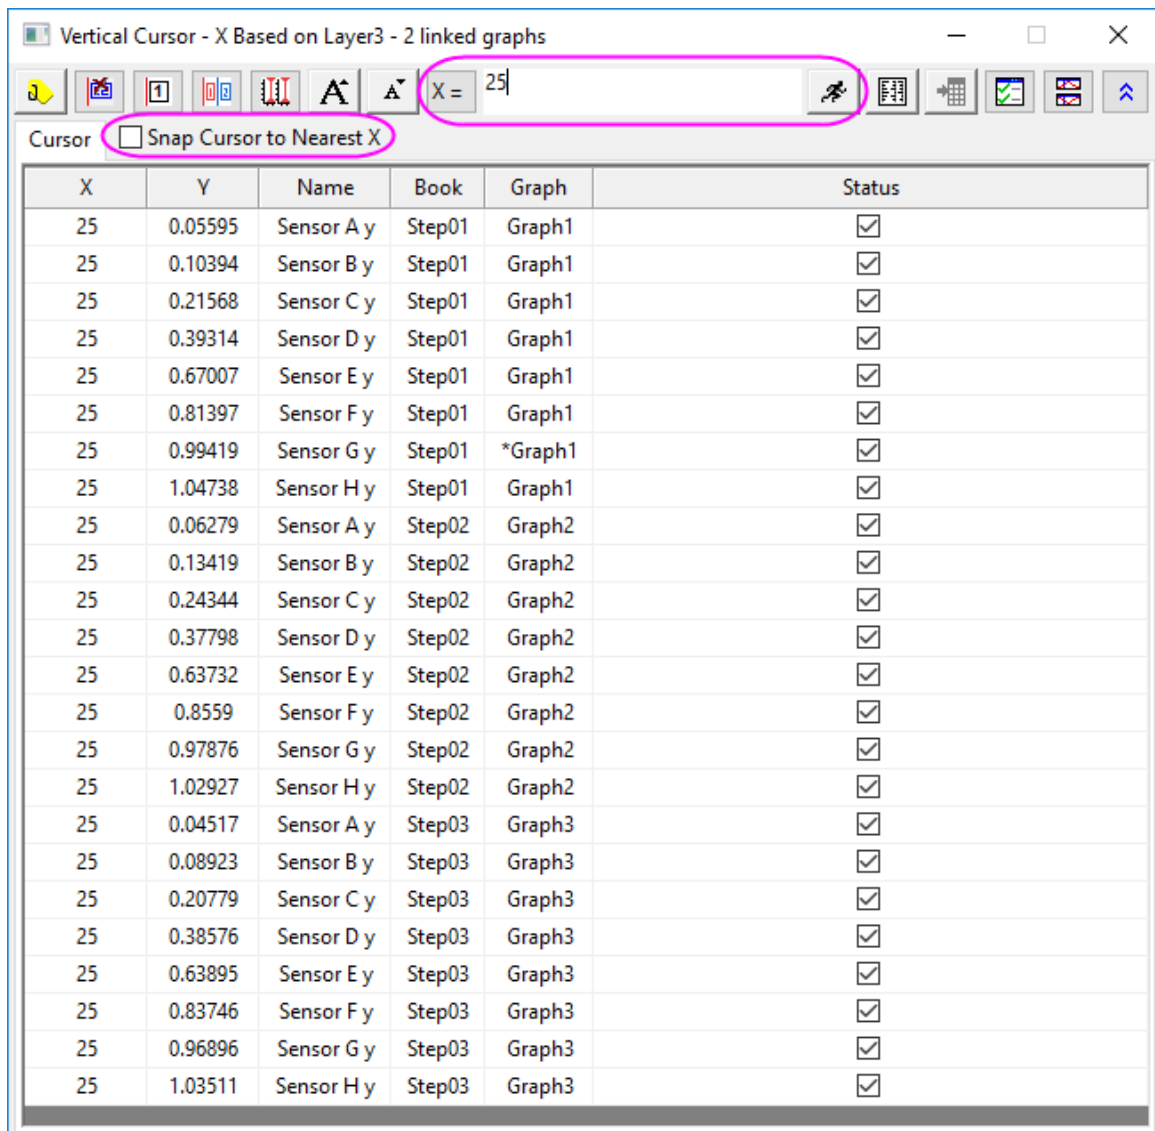 Vertical Cursor - X Based on Layer3 - 2 linked graphs
a 1 1 2 A A X = 25
Cursor Snap Cursor to Nearest X
X Y Name Book Graph Status
25 0.05595 Sensor A y Step01 Graph1
25 0.10394 Sensor B y Step01 Graph1
25 0.21568 Sensor C y Step01 Graph1
25 0.39314 Sensor D y Step01 Graph1
25 0.67007 Sensor E y Step01 Graph1
25 0.81397 Sensor F y Step01 Graph1
25 0.99419 Sensor G y Step01 *Graph1
25 1.04738 Sensor H y Step01 Graph1
25 0.06279 Sensor A y Step02 Graph2
25 0.13419 Sensor B y Step02 Graph2
25 0.24344 Sensor C y Step02 Graph2
25 0.37798 Sensor D y Step02 Graph2
25 0.63732 Sensor E y Step02 Graph2
25 0.8559 Sensor F y Step02 Graph2
25 0.97876 Sensor G y Step02 Graph2
25 1.02927 Sensor H y Step02 Graph2
25 0.04517 Sensor A y Step03 Graph3
25 0.08923 Sensor B y Step03 Graph3
25 0.20779 Sensor C y Step03 Graph3
25 0.38576 Sensor D y Step03 Graph3
25 0.63895 Sensor E y Step03 Graph3
25 0.83746 Sensor F y Step03 Graph3
25 0.96896 Sensor G y Step03 Graph3
25 1.03511 Sensor H y Step03 Graph3